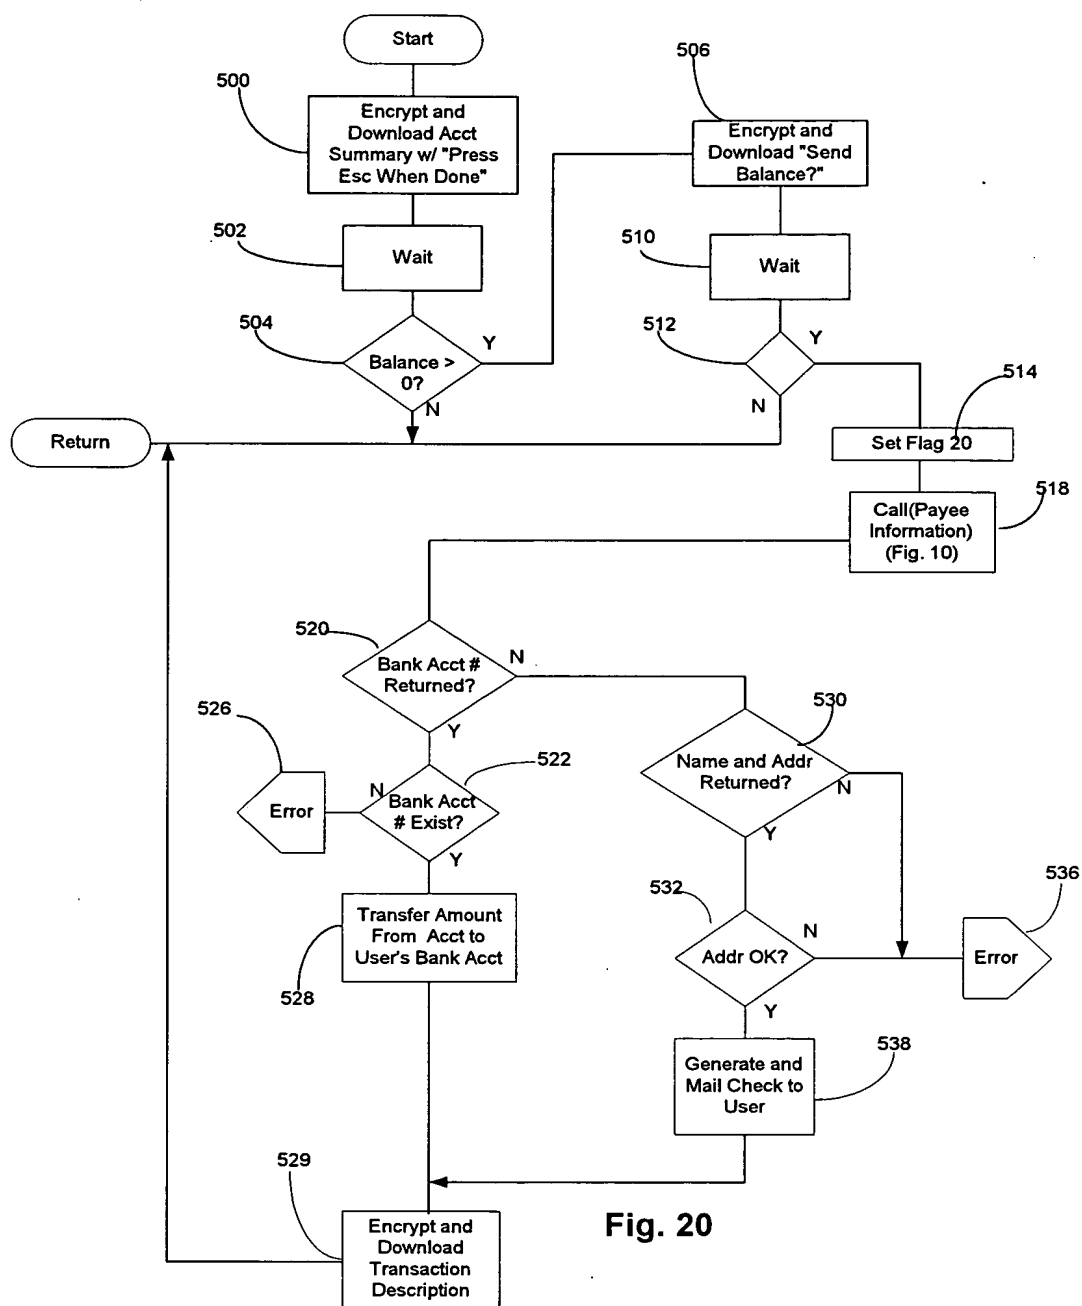 Start
500
Encrypt and
Download Acct
Summary w/ "Press
Esc When Done"
506
Encrypt and
Download "Send
Balance?"
502
Wait
510
Wait
504
Balance >
0?
Y
N
512
Y
N
514
Set Flag 20
Return
518
Call(Payee
Information)
(Fig. 10)
520
Bank Acct #
Returned?
N
Y
530
Name and Addr
Returned?
N
Y
526
Error
522
N
Bank Acct
# Exist?
Y
532
Addr OK?
N
Y
536
Error
Transfer Amount
From Acct to
User's Bank Acct
528
538
Generate and
Mail Check to
User
529
Encrypt and
Download
Transaction
Description
Fig. 20